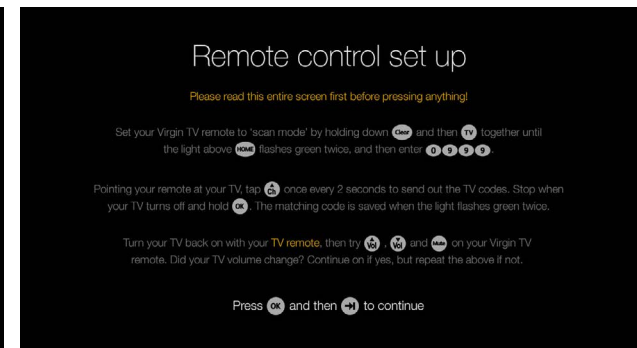 Remote control set up
Please read this entire screen first before pressing anything!
Set your Virgin TV remote to 'scan mode' by holding down Clear and then TV together until
the light above HOME flashes green twice, and then enter 0 9 9 9.
Pointing your remote at your TV, tap Ch once every 2 seconds to send out the TV codes. Stop when
your TV turns off and hold OK. The matching code is saved when the light flashes green twice.
Turn your TV back on with your TV remote, then try Vol, Vol and Mute on your Virgin TV
remote. Did your TV volume change? Continue on if yes, but repeat the above if not.
Press OK and then to continue